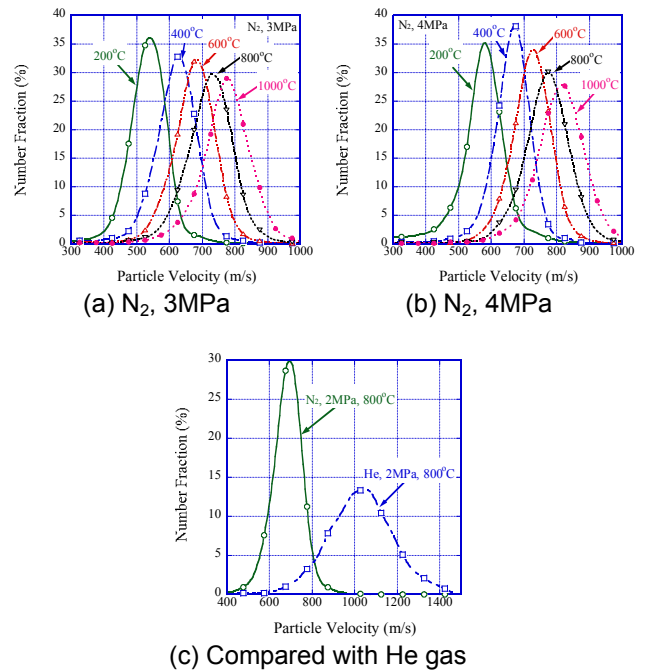 N₂, 3MPa
200°C
400°C
600°C
800°C
1000°C
Number Fraction (%)
40
35
30
25
20
15
10
5
0
300 400 500 600 700 800 900 1000
Particle Velocity (m/s)
(a) N₂, 3MPa
N₂, 4MPa
200°C
400°C
600°C
800°C
1000°C
Number Fraction (%)
40
35
30
25
20
15
10
5
0
300 400 500 600 700 800 900 1000
Particle Velocity (m/s)
(b) N₂, 4MPa
N₂, 2MPa, 800°C
He, 2MPa, 800°C
Number Fraction (%)
30
25
20
15
10
5
0
400 600 800 1000 1200 1400
Particle Velocity (m/s)
(c) Compared with He gas